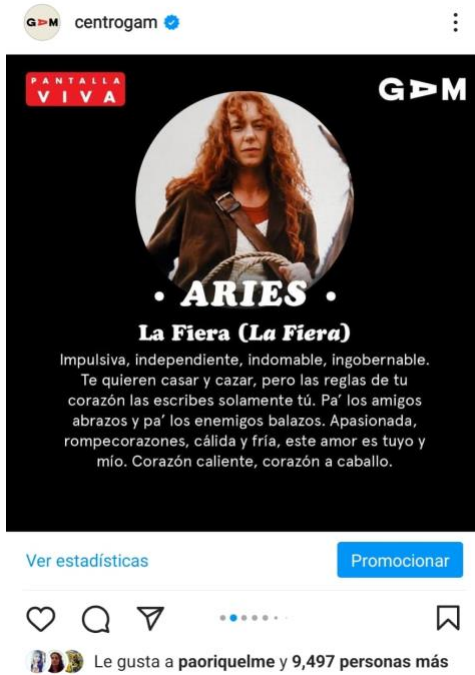 GAM centrogam
PANTALLA
VIVA
GAM
• ARIES •
La Fiera (La Fiera)
Impulsiva, independiente, indomable, ingobernable.
Te quieren casar y cazar, pero las reglas de tu
corazón las escribes solamente tú. Pa’ los amigos
abrazos y pa’ los enemigos balazos. Apasionada,
rompecorazones, cálida y fría, este amor es tuyo y
mío. Corazón caliente, corazón a caballo.
Ver estadísticas
Promocionar
Le gusta a paoriquelme y 9,497 personas más